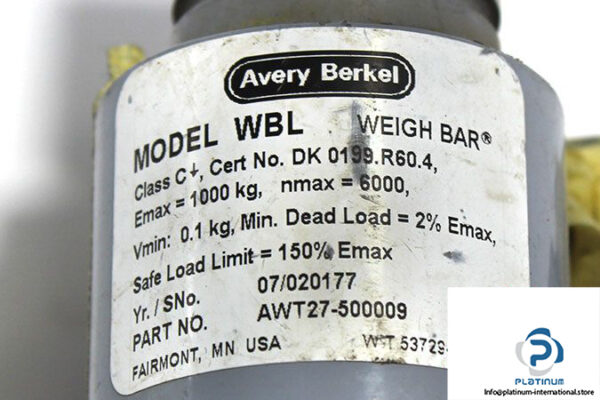 Avery Berkel
MODEL WBL WEIGH BAR®
Class C↓, Cert No. DK 0199.R60.4,
Emax = 1000 kg, nmax = 6000,
Vmin: 0.1 kg, Min. Dead Load = 2% Emax,
Safe Load Limit = 150% Emax
Yr. / SNo. 07/020177
PART NO. AWT27-500009
FAIRMONT, MN USA
PLATINUM
Info@platinum-international.store